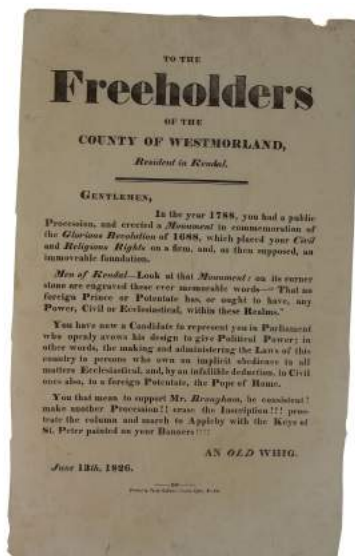 TO THE
Freeholders
OF THE
COUNTY OF WESTMORLAND,
Resident in Kendal.
GENTLEMEN,
In the year 1788, you had a public
Procession, and erected a Monument in commemoration of
the Glorious Revolution of 1688, which placed your Civil
and Religious Rights on a firm, and, as then supposed, an
immoveable foundation.
Men of Kendal—Look at that Monument: on its corner
stone are engraved these ever memorable words—"That no
foreign Prince or Potentate has, or ought to have, any
Power, Civil or Ecclesiastical, within these Realms."
You have now a Candidate to represent you in Parliament
who openly avows his design to give Political Power; in
other words, the making and administering the Laws of this
country to persons who own an implicit obedience in all
matters Ecclesiastical, and, by an infallible deduction, in Civil
ones also, to a foreign Potentate, the Pope of Rome.
You that mean to support Mr. Brougham, be consistent!
make another Procession!! erase the Inscription!!! pros-
trate the column and march to Appleby with the Keys of
St. Peter painted on your Banners!!!!
AN OLD WHIG.
June 13th, 1826.